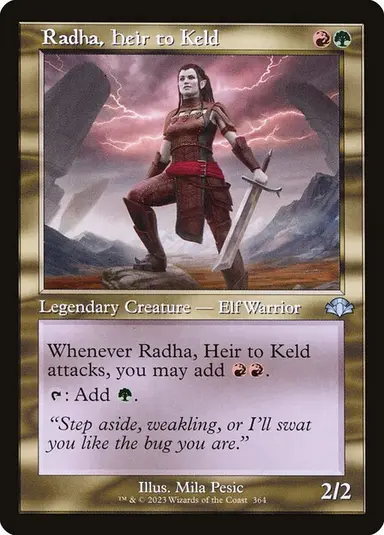 Radha, Heir to Keld
Legendary Creature — Elf Warrior
Whenever Radha, Heir to Keld
attacks, you may add
: Add
“Step aside, weakling, or I’ll swat
you like the bug you are.”
Illus. Mila Pesic
™ & © 2023 Wizards of the Coast 364
2/2